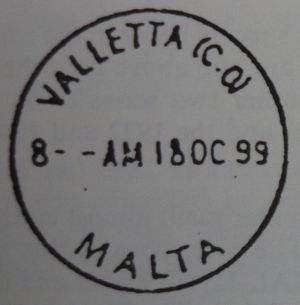 VALLETTA (C.O)
8- -AM 18 OC 99
MALTA